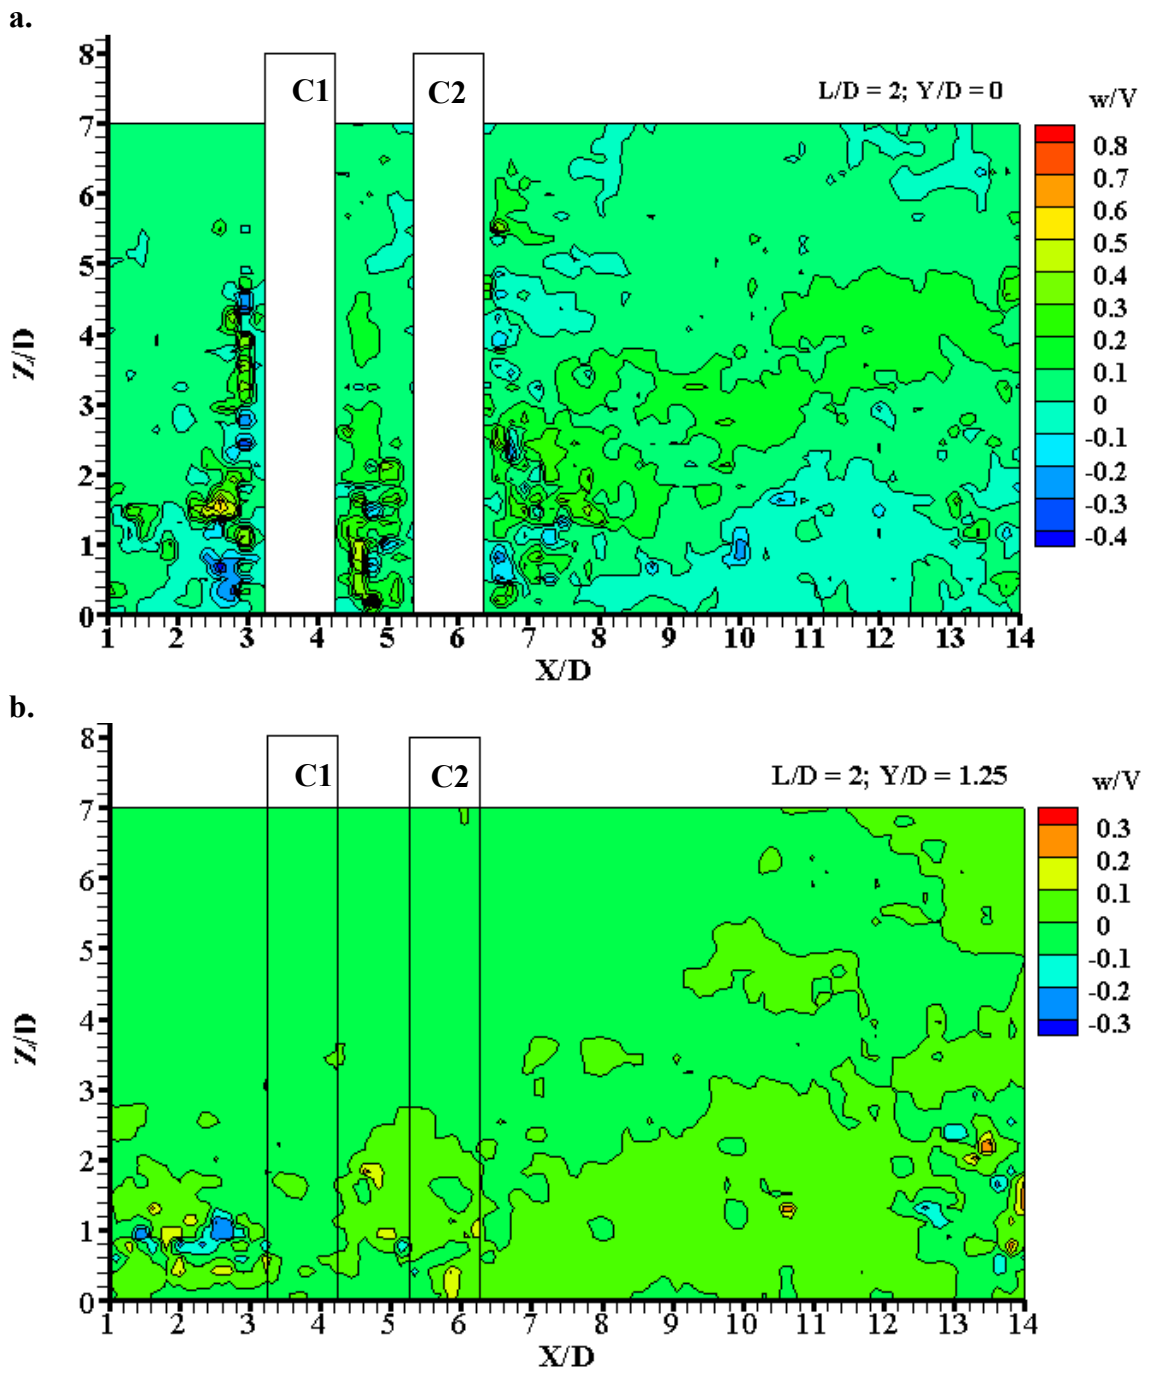 a.
8
C1
C2
L/D = 2; Y/D = 0
w/V
7
0.8
0.7
6
0.6
0.5
5
0.4
0.3
Z/D
4
0.2
0.1
3
0
-0.1
2
-0.2
-0.3
1
-0.4
0
1 2 3 4 5 6 7 8 9 10 11 12 13 14
X/D
b.
8
C1
C2
L/D = 2; Y/D = 1.25
w/V
7
0.3
0.2
6
0.1
0
5
-0.1
-0.2
Z/D
4
-0.3
3
2
1
0
1 2 3 4 5 6 7 8 9 10 11 12 13 14
X/D